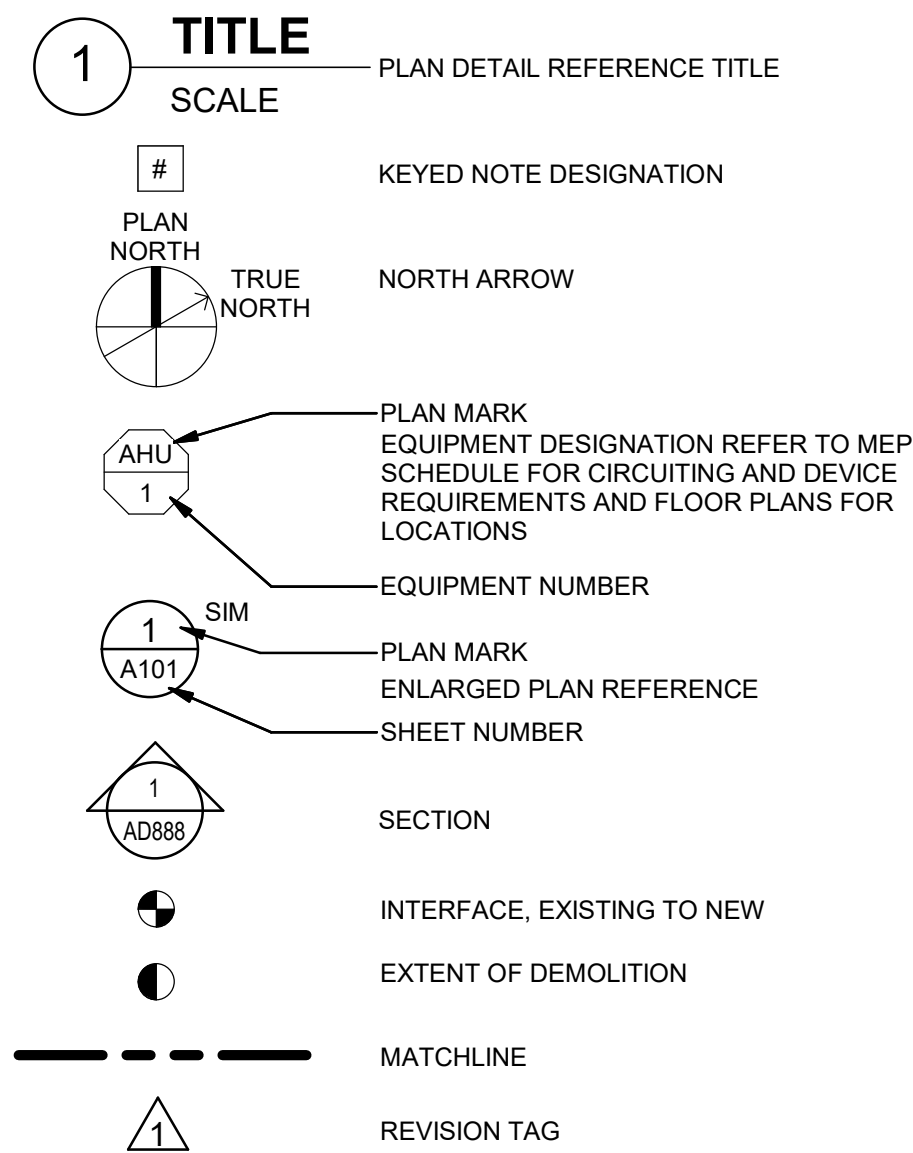 1
TITLE
SCALE
PLAN DETAIL REFERENCE TITLE
#
KEYED NOTE DESIGNATION
PLAN
NORTH
TRUE
NORTH
NORTH ARROW
AHU
1
PLAN MARK
EQUIPMENT DESIGNATION REFER TO MEP
SCHEDULE FOR CIRCUITING AND DEVICE
REQUIREMENTS AND FLOOR PLANS FOR
LOCATIONS
EQUIPMENT NUMBER
1
A101
SIM
PLAN MARK
ENLARGED PLAN REFERENCE
SHEET NUMBER
1
AD888
SECTION
INTERFACE, EXISTING TO NEW
EXTENT OF DEMOLITION
MATCHLINE
1
REVISION TAG